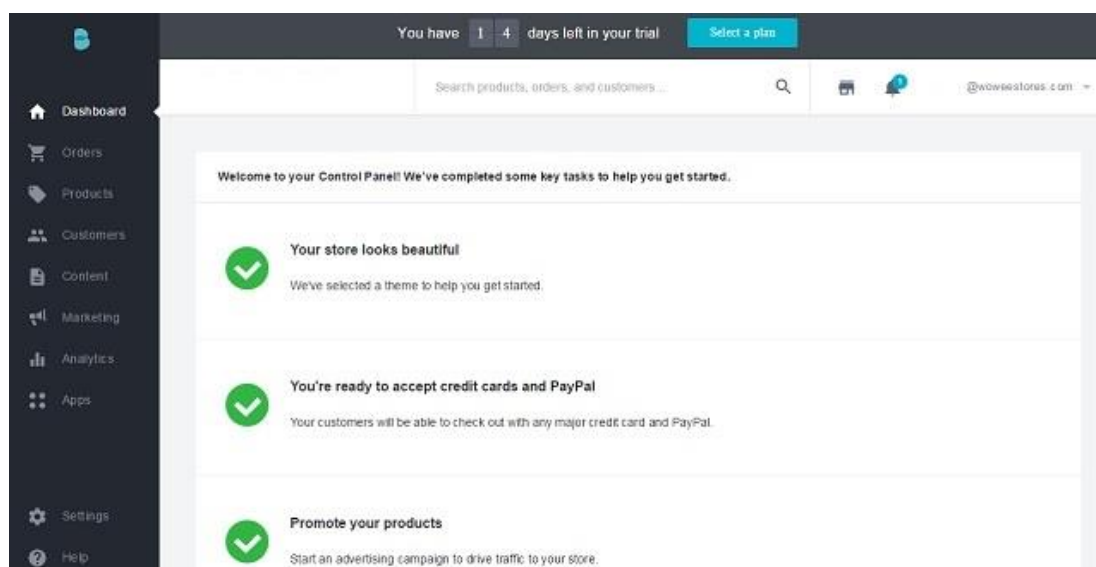 You have 1 4 days left in your trial Select a plan
Search products, orders, and customers... @woweestores.com
Dashboard
Orders
Products
Customers
Content
Marketing
Analytics
Apps
Settings
Help
Welcome to your Control Panel! We've completed some key tasks to help you get started.
Your store looks beautiful
We've selected a theme to help you get started.
You're ready to accept credit cards and PayPal
Your customers will be able to check out with any major credit card and PayPal.
Promote your products
Start an advertising campaign to drive traffic to your store.